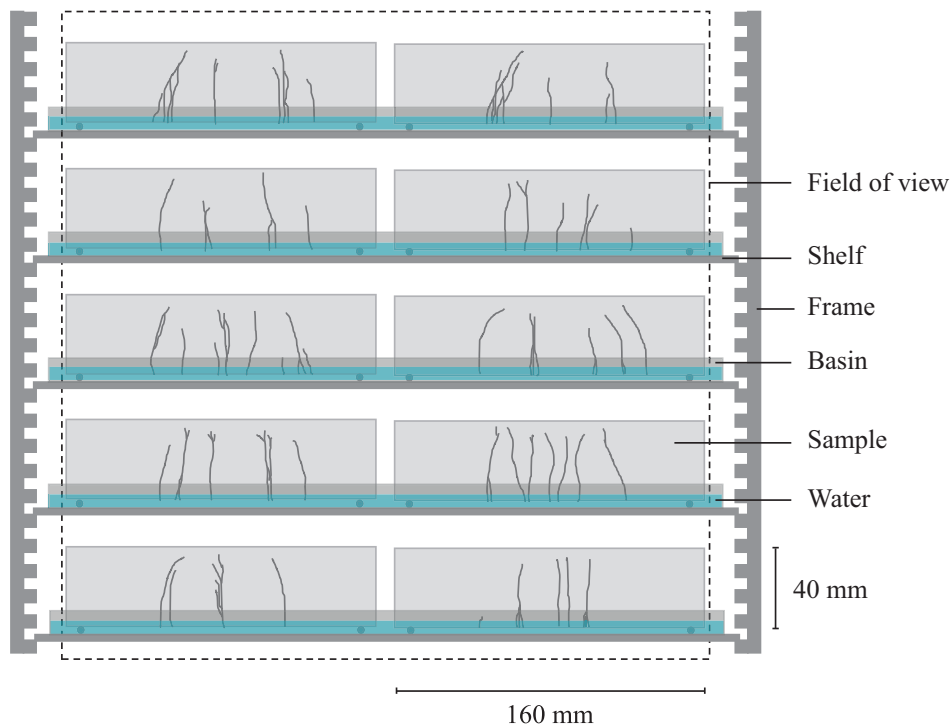 Field of view
Shelf
Frame
Basin
Sample
Water
40 mm
160 mm